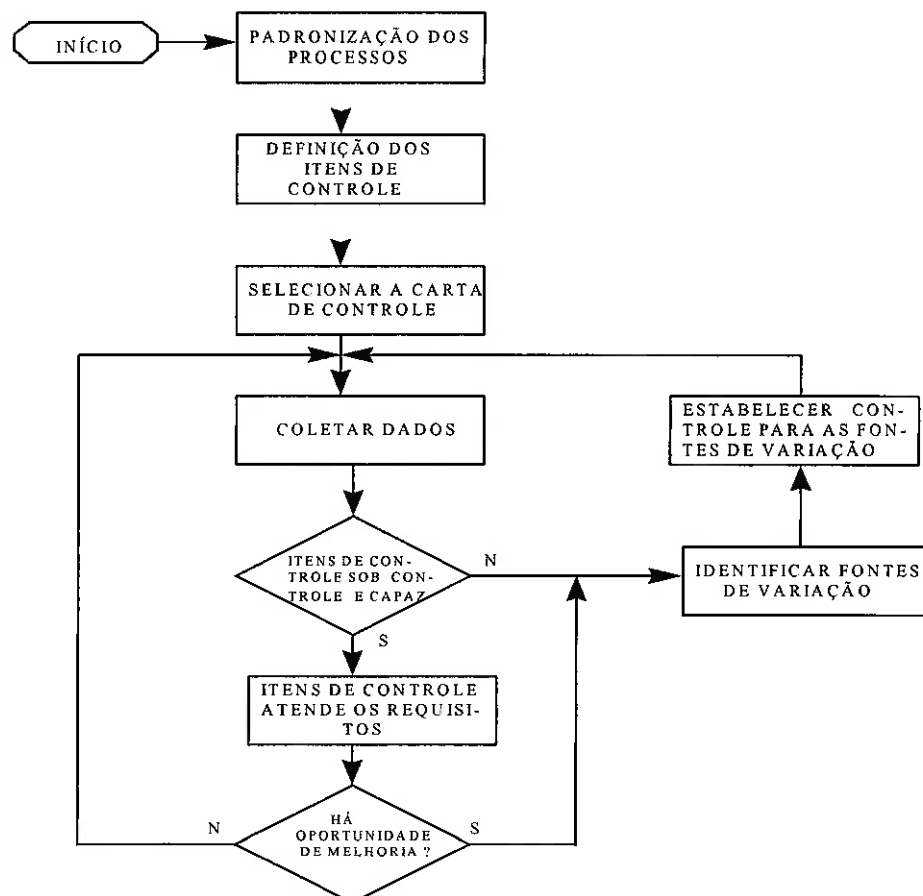 INÍCIO
PADRONIZAÇÃO DOS
PROCESSOS
DEFINIÇÃO DOS
ITENS DE
CONTROLE
SELECIONAR A CARTA
DE CONTROLE
COLETAR DADOS
ESTABELECER CON-
TROLE PARA AS FON-
TES DE VARIAÇÃO
ITENS DE CON-
TROLE SOB CON-
TROLE E CAPAZ
N
IDENTIFICAR FONTES
DE VARIAÇÃO
S
ITENS DE CONTROLE
ATENDE OS REQUISI-
TOS
N
HÁ
OPORTUNIDADE
DE MELHORIA ?
S